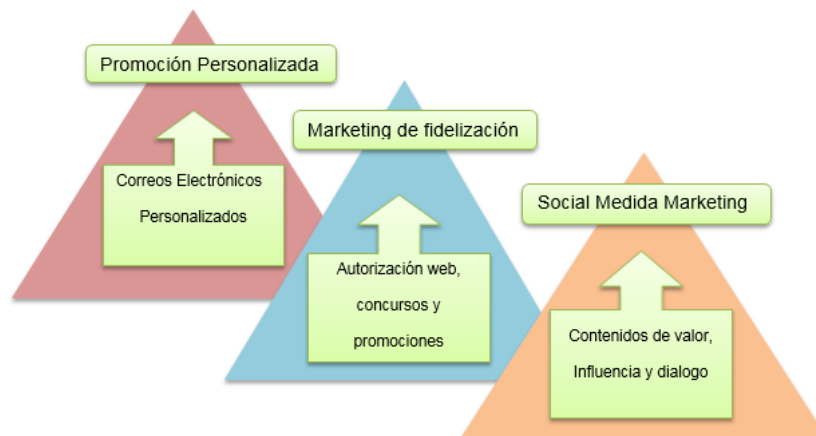 Promoción Personalizada
Correos Electrónicos
Personalizados
Marketing de fidelización
Autorización web,
concursos y
promociones
Social Medida Marketing
Contenidos de valor,
Influencia y dialogo